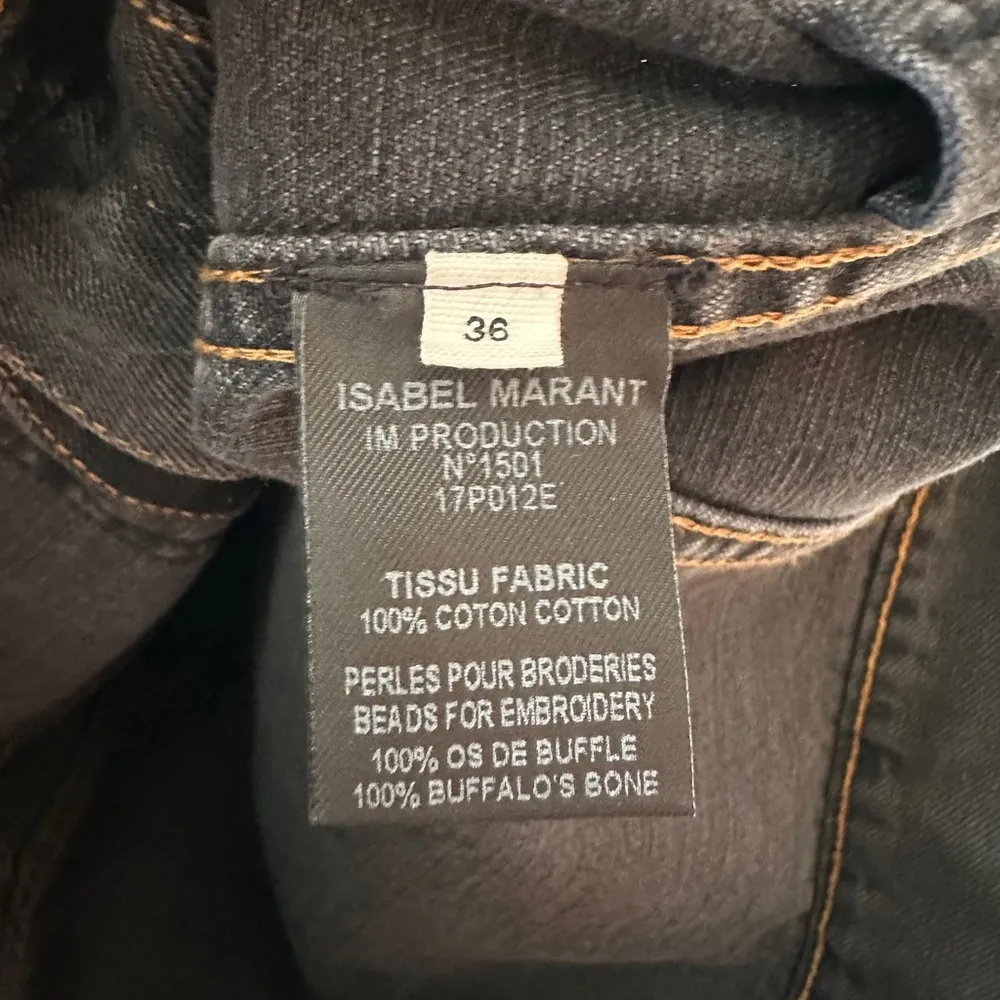 36
ISABEL MARANT
IM PRODUCTION
N°1501
17P012E
TISSU FABRIC
100% COTON COTTON
PERLES POUR BRODERIES
BEADS FOR EMBROIDERY
100% OS DE BUFFLE
100% BUFFALO'S BONE